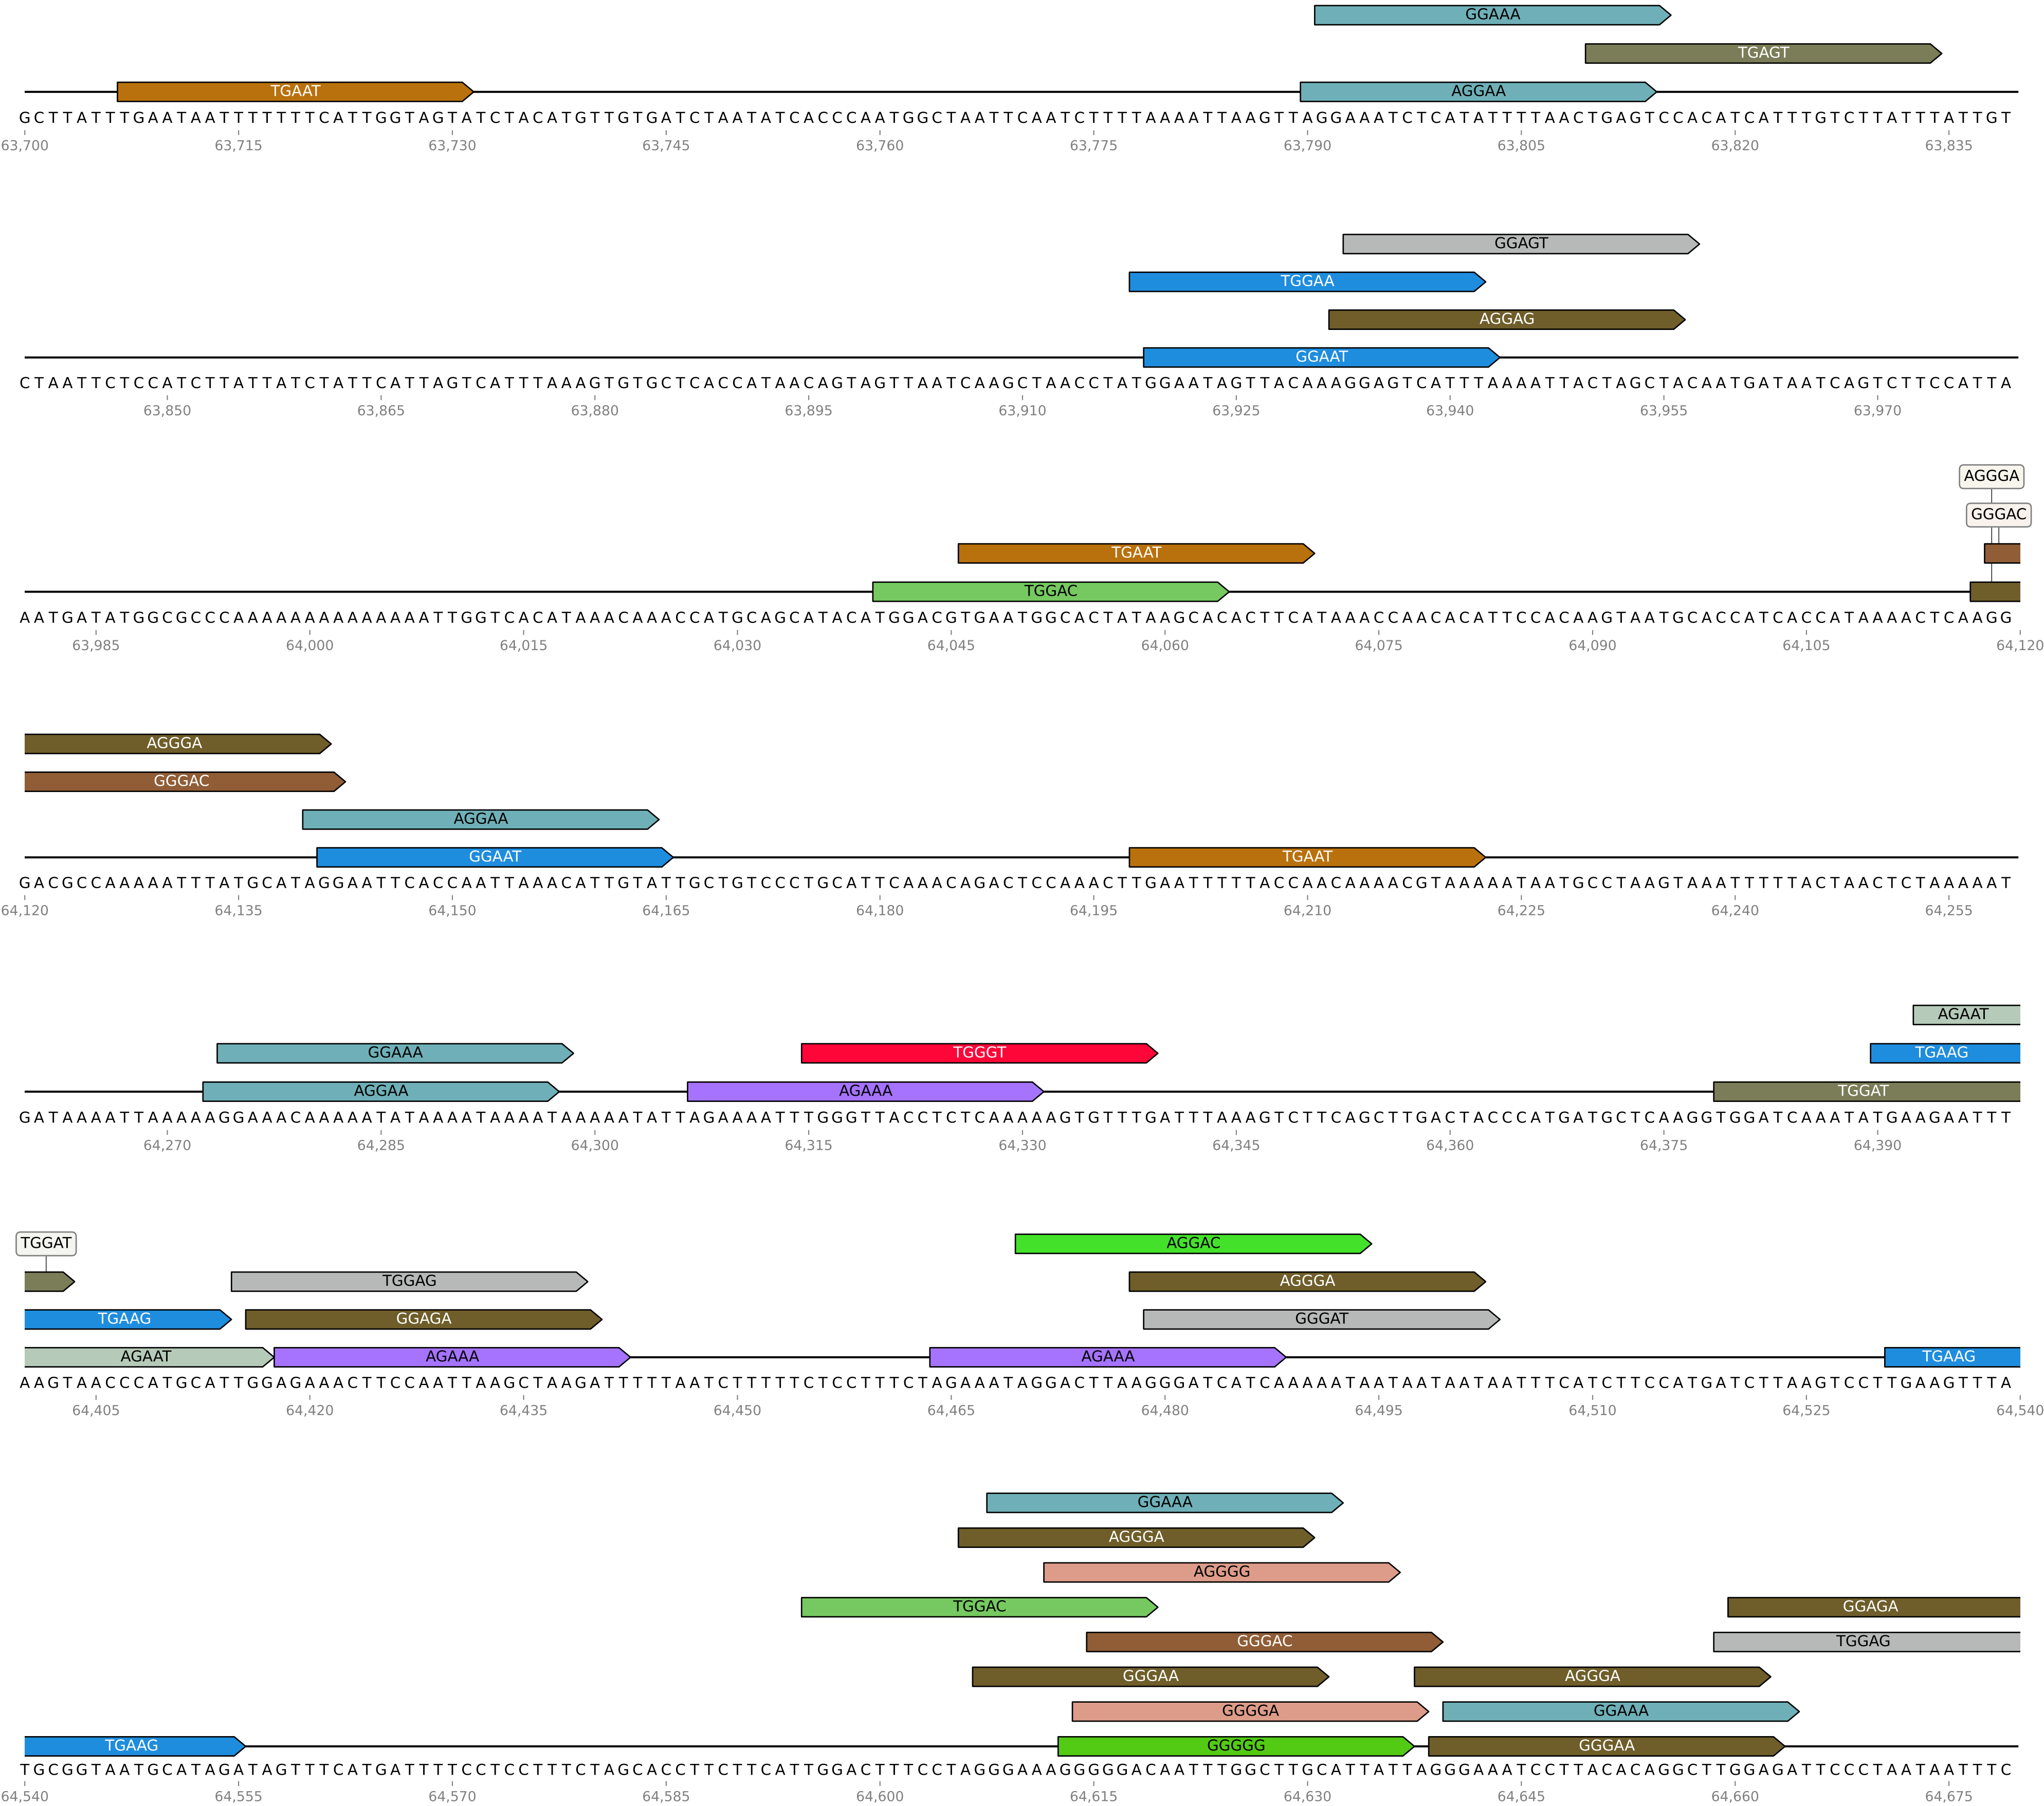 GGAAA
TGAGT
TGAAT AGGAA
GCTTATTTGAATAATTTTTTTCATTGGTAGTATCTACATGTTGTGATCTAATATCACCCAATGGCTAATTCAATCTTTTAAAATTAAGTTAGGAAATCTCATATTTTAACTGAGTCCACATCATTTGTCTTATTTATTGT
63,700 63,715 63,730 63,745 63,760 63,775 63,790 63,805 63,820 63,835
GGAGT
TGGAA
AGGAG
GGAAT
CTAATTCTCCATCTTATTATCTATTCATTAGTCATTTAAAGTGTGCTCACCATAACAGTAGTTAATCAAGCTAACCTATGGAATAGTTACAAAGGAGTCATTTAAAATTACTAGCTACAATGATAATCAGTCTTCCATTA
63,850 63,865 63,880 63,895 63,910 63,925 63,940 63,955 63,970
AGGGA
GGGAC
TGAAT
TGGAC
AATGATATGGCGCCCAAAAAAAAAAAAAATTGGTCACATAAACAAACCATGCAGCATACATGGACGTGAATGGCACTATAAGCACACTTCATAAACCAACACATTCCACAAGTAATGCACCATCACCATAAAACTCAAGG
63,985 64,000 64,015 64,030 64,045 64,060 64,075 64,090 64,105 64,120
AGGGA
GGGAC
AGGAA
GGAAT TGAAT
GACGCCAAAAATTTATGCATAGGAATTCACCAATTAAACATTGTATTGCTGTCCCTGCATTCAAACAGACTCCAAACTTGAATTTTTACCAACAAAACGTAAAAATAATGCCTAAGTAAATTTTTACTAACTCTAAAAAT
64,120 64,135 64,150 64,165 64,180 64,195 64,210 64,225 64,240 64,255
AGAAT
GGAAA TGGGT TGAAG
AGGAA AGAAA TGGAT
GATAAAATTAAAAAGGAAACAAAAATATAAAATAAAATAAAAATATTAGAAAATTTGGGTTACCTCTCAAAAAGTGTTTGATTTAAAGTCTTCAGCTTGACTACCCATGATGCTCAAGGTGGATCAAATATGAAGAATTT
64,270 64,285 64,300 64,315 64,330 64,345 64,360 64,375 64,390
TGGAT AGGAC
TGGAG AGGGA
TGAAG GGAGA GGGAT
AGAAT AGAAA AGAAA TGAAG
AAGTAACCCATGCATTGGAGAAACTTCCAATTAAGCTAAGATTTTTAATCTTTTTCTCCTTTCTAGAAATAGGACTTAAGGGATCATCAAAAATAATAATAATAATTTCATCTTCCATGATCTTAAGTCCTTGAAGTTTA
64,405 64,420 64,435 64,450 64,465 64,480 64,495 64,510 64,525 64,540
GGAAA
AGGGA
AGGGG
TGGAC GGAGA
GGGAC TGGAG
GGGAA AGGGA
GGGGA GGAAA
TGAAG GGGGG GGGAA
TGCGGTAATGCATAGATAGTTTCATGATTTTCCTCCTTTCTAGCACCTTCTTCATTGGACTTTCCTAGGGAAAGGGGGACAATTTGGCTTGCATTATTAGGGAAATCCTTACACAGGCTTGGAGATTCCCTAATAATTTC
64,540 64,555 64,570 64,585 64,600 64,615 64,630 64,645 64,660 64,675